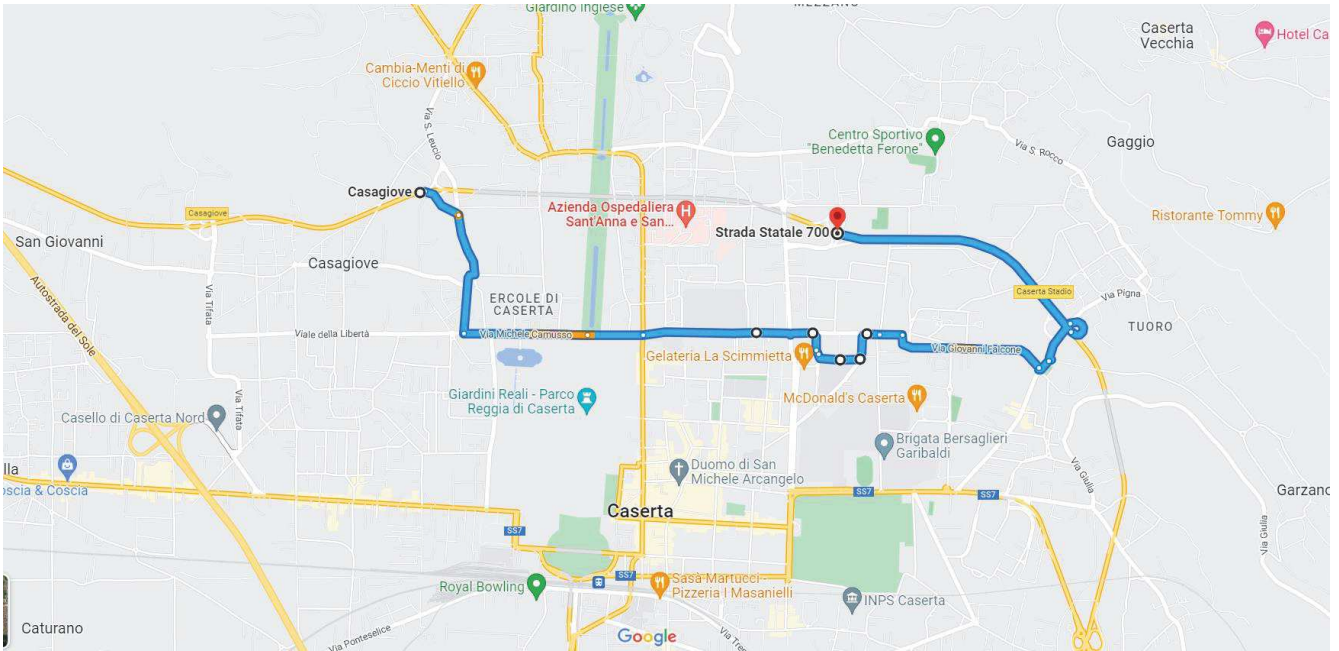 Giardino Inglese
MEZZANO
Caserta
Vecchia
Hotel Ca
Cambia-Menti di
Ciccio Vitiello
Via S. Leucio
Centro Sportivo
"Benedetta Ferone"
Via S. Rocco
Gaggio
Casagiove
Casagiove
Azienda Ospedaliera
Sant'Anna e San...
Strada Statale 700
Ristorante Tommy
San Giovanni
Casagiove
Autostrada del Sole
Via Tifata
ERCOLE DI
CASERTA
Caserta Stadio
Via Pigna
TUORO
Viale della Libertà
Via Michele Camusso
Gelateria La Scimmietta
Via Giovanni Falcone
Giardini Reali - Parco
Reggia di Caserta
McDonald's Caserta
Casello di Caserta Nord
Via Tifata
Brigata Bersaglieri
Garibaldi
lla
oscia & Coscia
Duomo di San
Michele Arcangelo
Via Giulia
SS7
SS7
Garzano
Caserta
SS7
Via Giulia
SS7
Royal Bowling
Sasà Martucci -
Pizzeria I Masanielli
INPS Caserta
Caturano
Via Ponteselice
Google
Via Tre